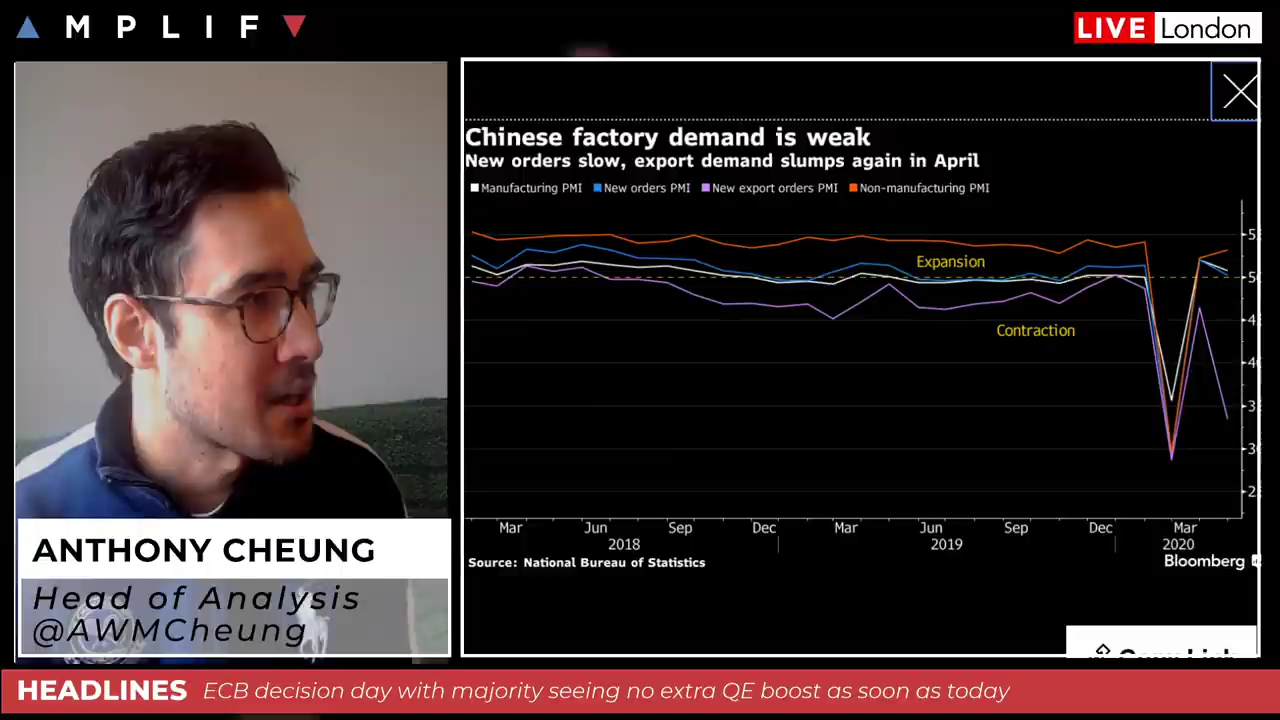 MPLIF
LIVE London
Chinese factory demand is weak
New orders slow, export demand slumps again in April
Manufacturing PMI New orders PMI New export orders PMI Non-manufacturing PMI
Expansion
Contraction
Mar Jun Sep Dec Mar Jun Sep Dec Mar
2018 2019 2020
Source: National Bureau of Statistics
Bloomberg
ANTHONY CHEUNG
Head of Analysis
@AWMCheung
HEADLINES ECB decision day with majority seeing no extra QE boost as soon as today